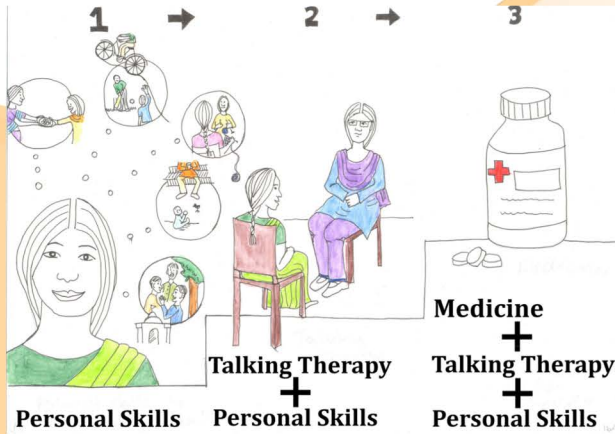 1 → 2 → 3
Personal Skills
Talking Therapy
+
Personal Skills
Medicine
+
Talking Therapy
+
Personal Skills